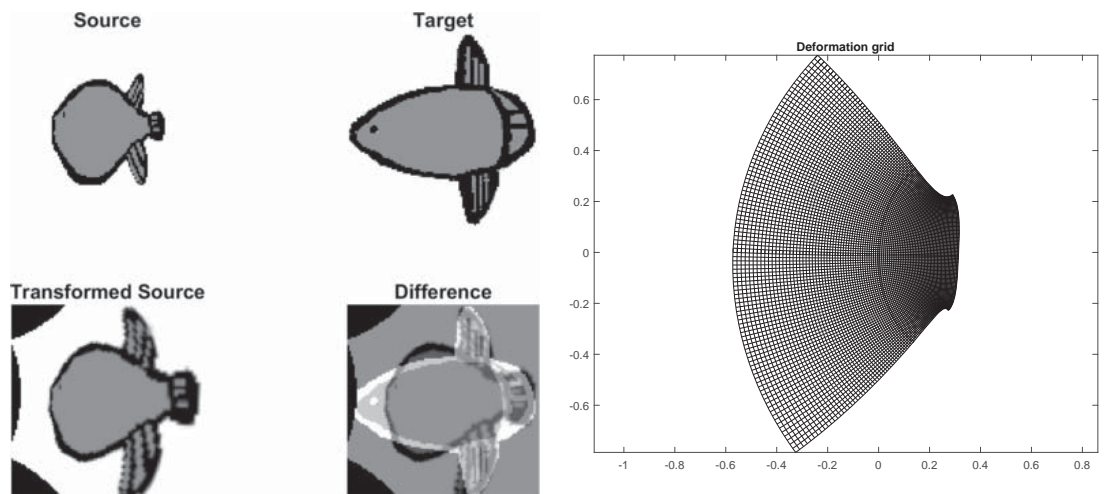 Source
Target
Transformed Source
Difference
Deformation grid
0.6
0.4
0.2
0
-0.2
-0.4
-0.6
-1 -0.8 -0.6 -0.4 -0.2 0 0.2 0.4 0.6 0.8